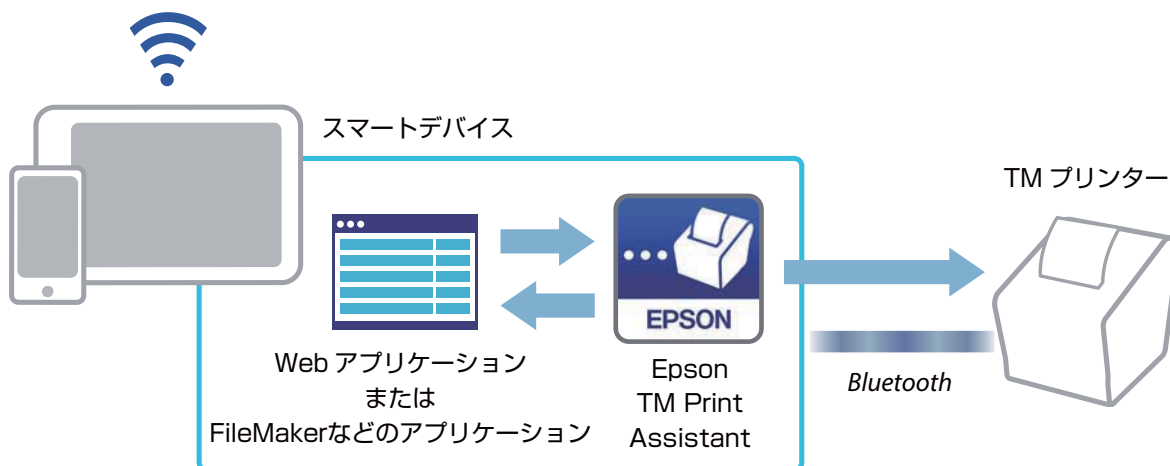 スマートデバイス
TM プリンター
EPSON
Web アプリケーション
または
FileMakerなどのアプリケーション
Epson
TM Print
Assistant
Bluetooth